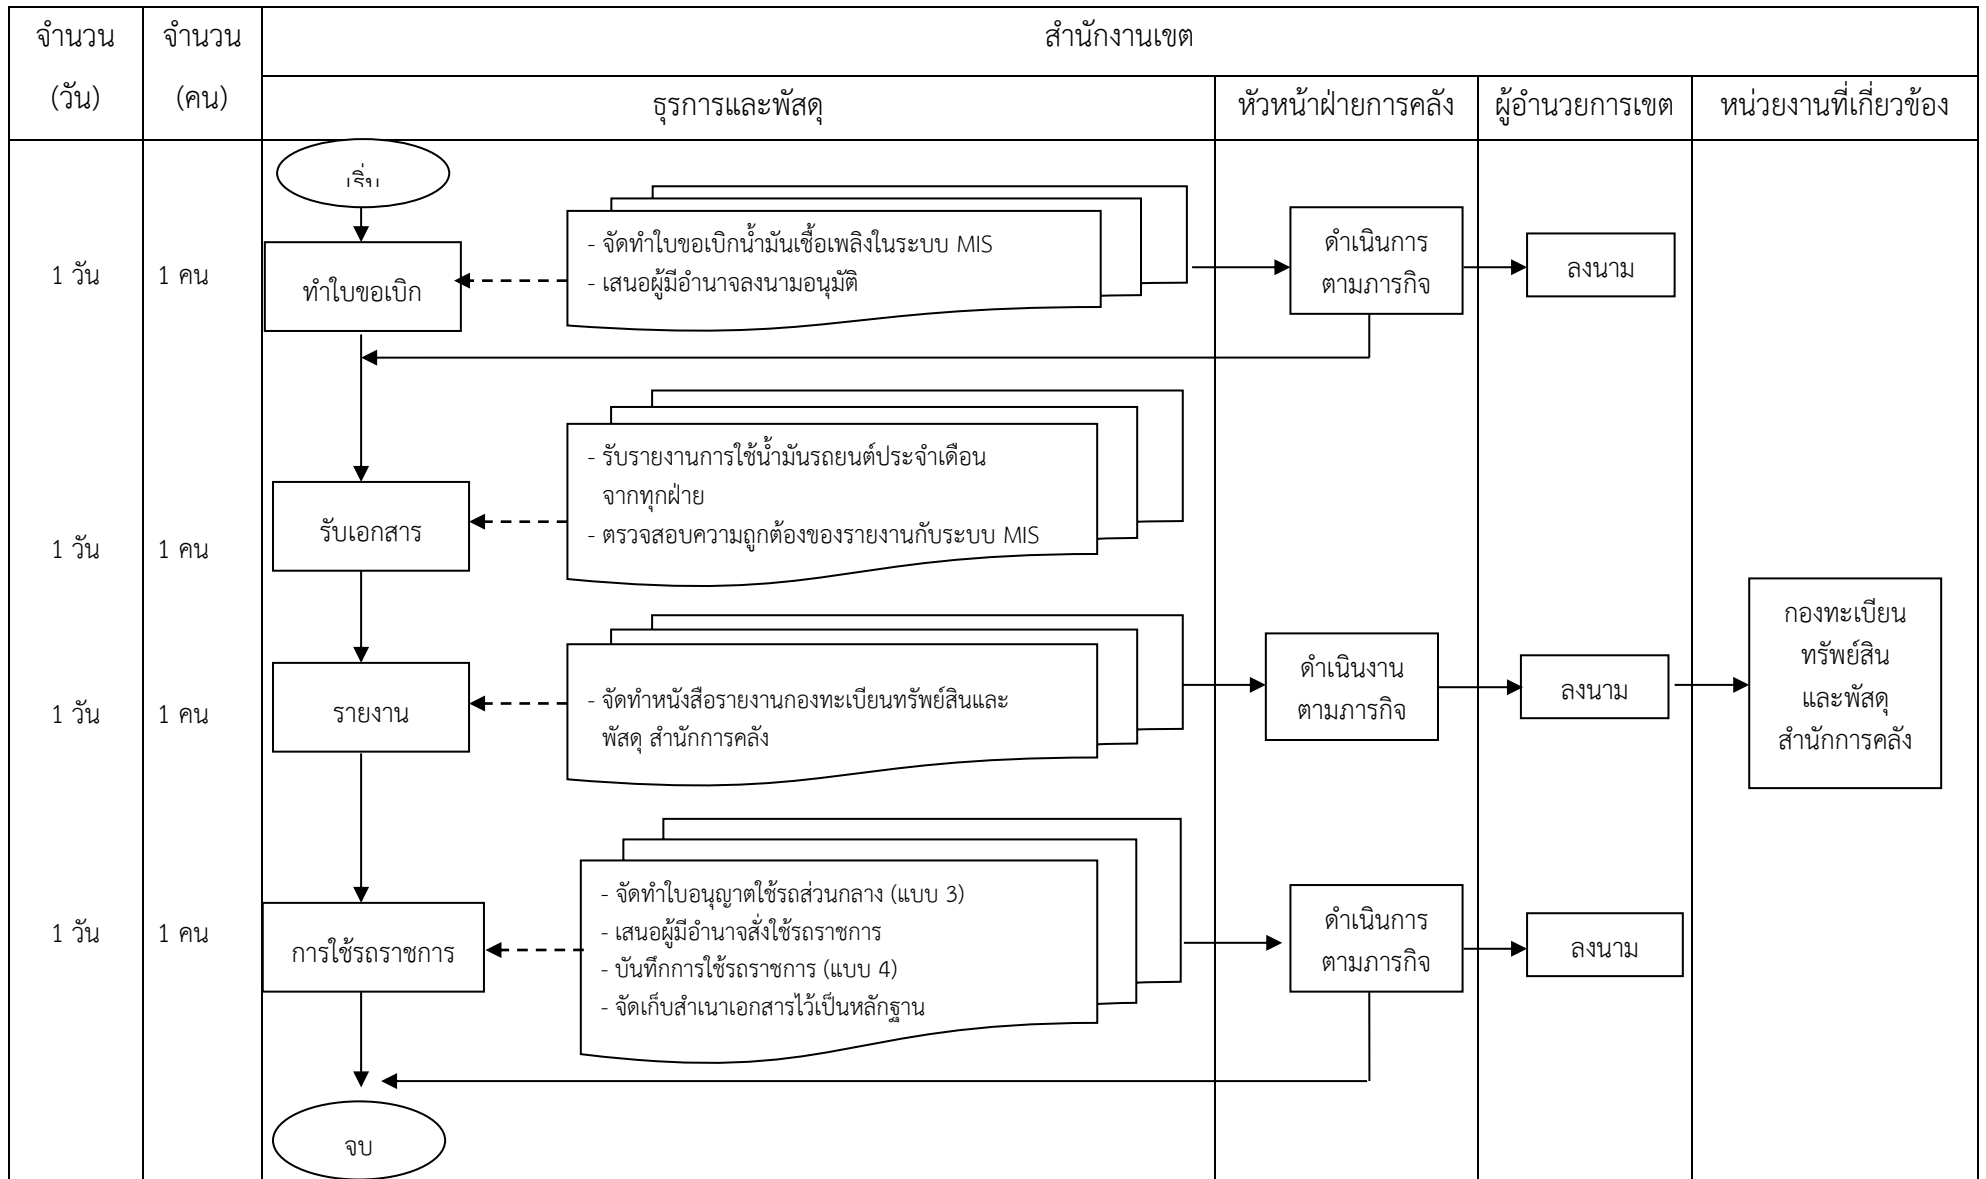 จำนวน
(วัน)
จำนวน
(คน)
สำนักงานเขต
ธุรการและพัสดุ
หัวหน้าฝ่ายการคลัง
ผู้อำนวยการเขต
หน่วยงานที่เกี่ยวข้อง
เริ่ม
1 วัน
1 คน
ทำใบขอเบิก
- จัดทำใบขอเบิกน้ำมันเชื้อเพลิงในระบบ MIS
- เสนอผู้มีอำนาจลงนามอนุมัติ
ดำเนินการ
ตามภารกิจ
ลงนาม
1 วัน
1 คน
รับเอกสาร
- รับรายงานการใช้น้ำมันรถยนต์ประจำเดือน
จากทุกฝ่าย
- ตรวจสอบความถูกต้องของรายงานกับระบบ MIS
1 วัน
1 คน
รายงาน
- จัดทำหนังสือรายงานกองทะเบียนทรัพย์สินและ
พัสดุ สำนักการคลัง
ดำเนินงาน
ตามภารกิจ
ลงนาม
กองทะเบียน
ทรัพย์สิน
และพัสดุ
สำนักการคลัง
1 วัน
1 คน
การใช้รถราชการ
- จัดทำใบอนุญาตใช้รถส่วนกลาง (แบบ 3)
- เสนอผู้มีอำนาจสั่งใช้รถราชการ
- บันทึกการใช้รถราชการ (แบบ 4)
- จัดเก็บสำเนาเอกสารไว้เป็นหลักฐาน
ดำเนินการ
ตามภารกิจ
ลงนาม
จบ